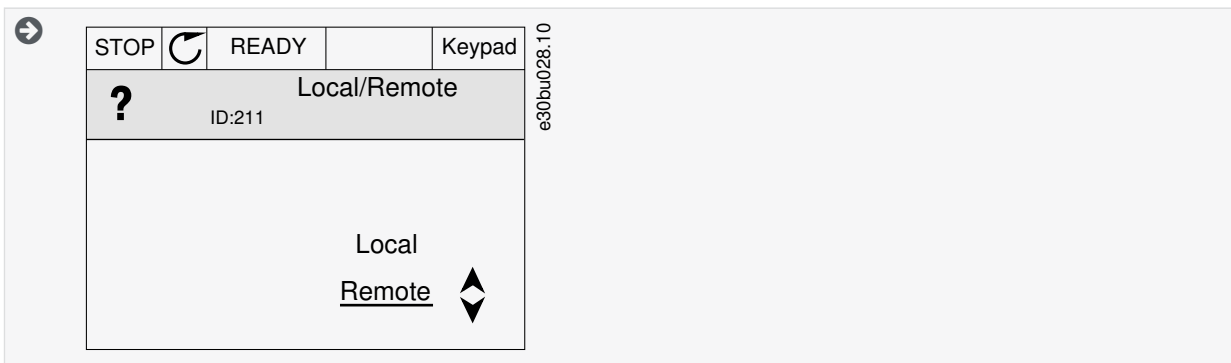 STOP READY Keypad
Local/Remote
?
ID:211
Local
Remote
e30bu028.10